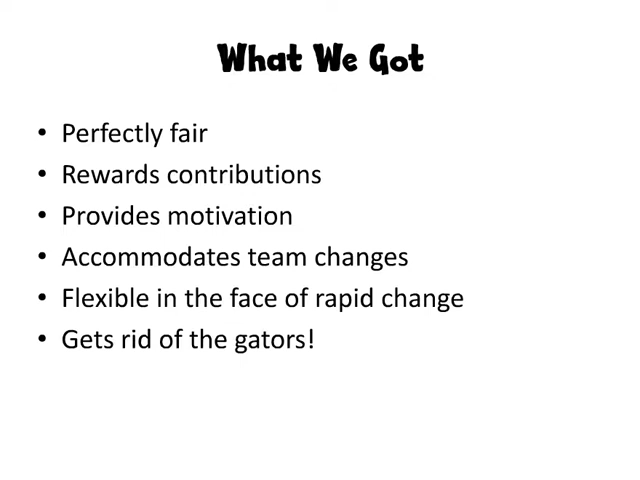 What We Got
• Perfectly fair
• Rewards contributions
• Provides motivation
• Accommodates team changes
• Flexible in the face of rapid change
• Gets rid of the gators!